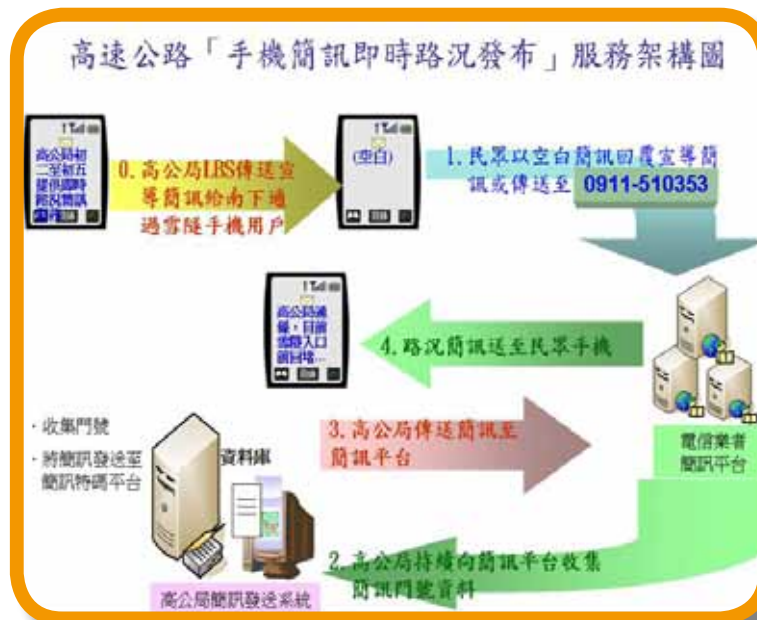 高速公路「手機簡訊即時路況發布」服務架構圖
高公局初
二至初五
提供即時
路況簡訊
0.高公局LBS傳送宣
導簡訊給南下通
過雪隧手機用戶
(空白)
1.民眾以空白簡訊回覆宣導簡
訊或傳送至 0911-510353
高公局通
報，目前
雪隧入口
前回堵...
4.路況簡訊送至民眾手機
電信業者
簡訊平台
3.高公局傳送簡訊至
簡訊平台
·收集門號
·將簡訊發送至
簡訊特碼平台
資料庫
高公局簡訊發送系統
2.高公局持續向簡訊平台收集
簡訊門號資料